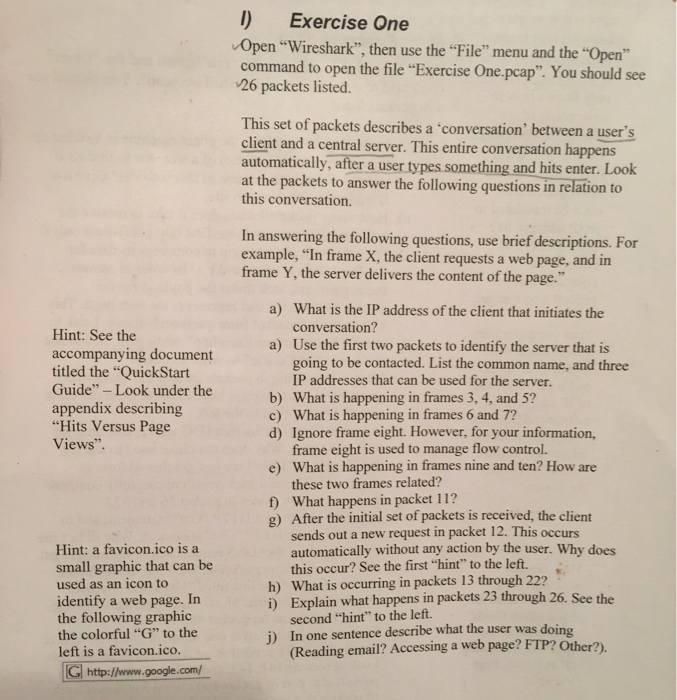 I) Exercise One
Open “Wireshark”, then use the “File” menu and the “Open”
command to open the file “Exercise One.pcap”. You should see
26 packets listed.
This set of packets describes a ‘conversation’ between a user’s
client and a central server. This entire conversation happens
automatically, after a user types something and hits enter. Look
at the packets to answer the following questions in relation to
this conversation.
In answering the following questions, use brief descriptions. For
example, “In frame X, the client requests a web page, and in
frame Y, the server delivers the content of the page.”
a) What is the IP address of the client that initiates the
conversation?
a) Use the first two packets to identify the server that is
going to be contacted. List the common name, and three
IP addresses that can be used for the server.
b) What is happening in frames 3, 4, and 5?
c) What is happening in frames 6 and 7?
d) Ignore frame eight. However, for your information,
frame eight is used to manage flow control.
e) What is happening in frames nine and ten? How are
these two frames related?
f) What happens in packet 11?
g) After the initial set of packets is received, the client
sends out a new request in packet 12. This occurs
automatically without any action by the user. Why does
this occur? See the first “hint” to the left.
h) What is occurring in packets 13 through 22?
i) Explain what happens in packets 23 through 26. See the
second “hint” to the left.
j) In one sentence describe what the user was doing
(Reading email? Accessing a web page? FTP? Other?).
Hint: See the
accompanying document
titled the “QuickStart
Guide” – Look under the
appendix describing
“Hits Versus Page
Views”.
Hint: a favicon.ico is a
small graphic that can be
used as an icon to
identify a web page. In
the following graphic
the colorful “G” to the
left is a favicon.ico.
G http://www.google.com/